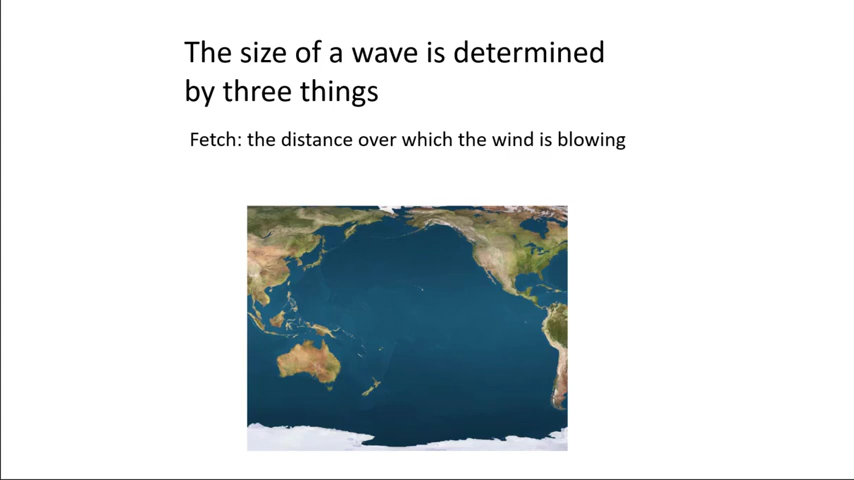 The size of a wave is determined
by three things
Fetch: the distance over which the wind is blowing